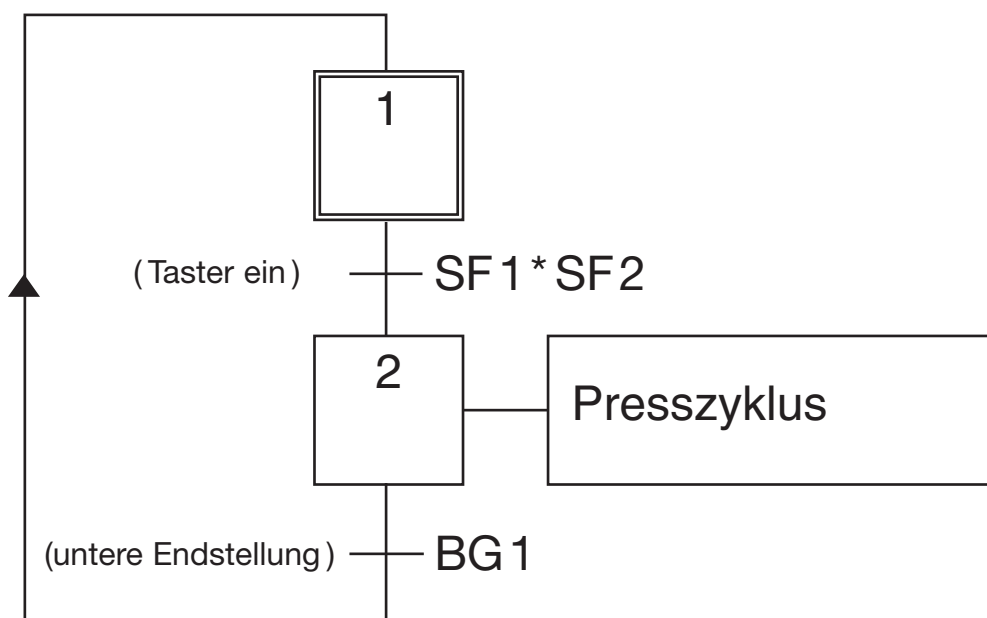 1
(Taster ein) SF1*SF2
2
Presszyklus
(untere Endstellung) BG1